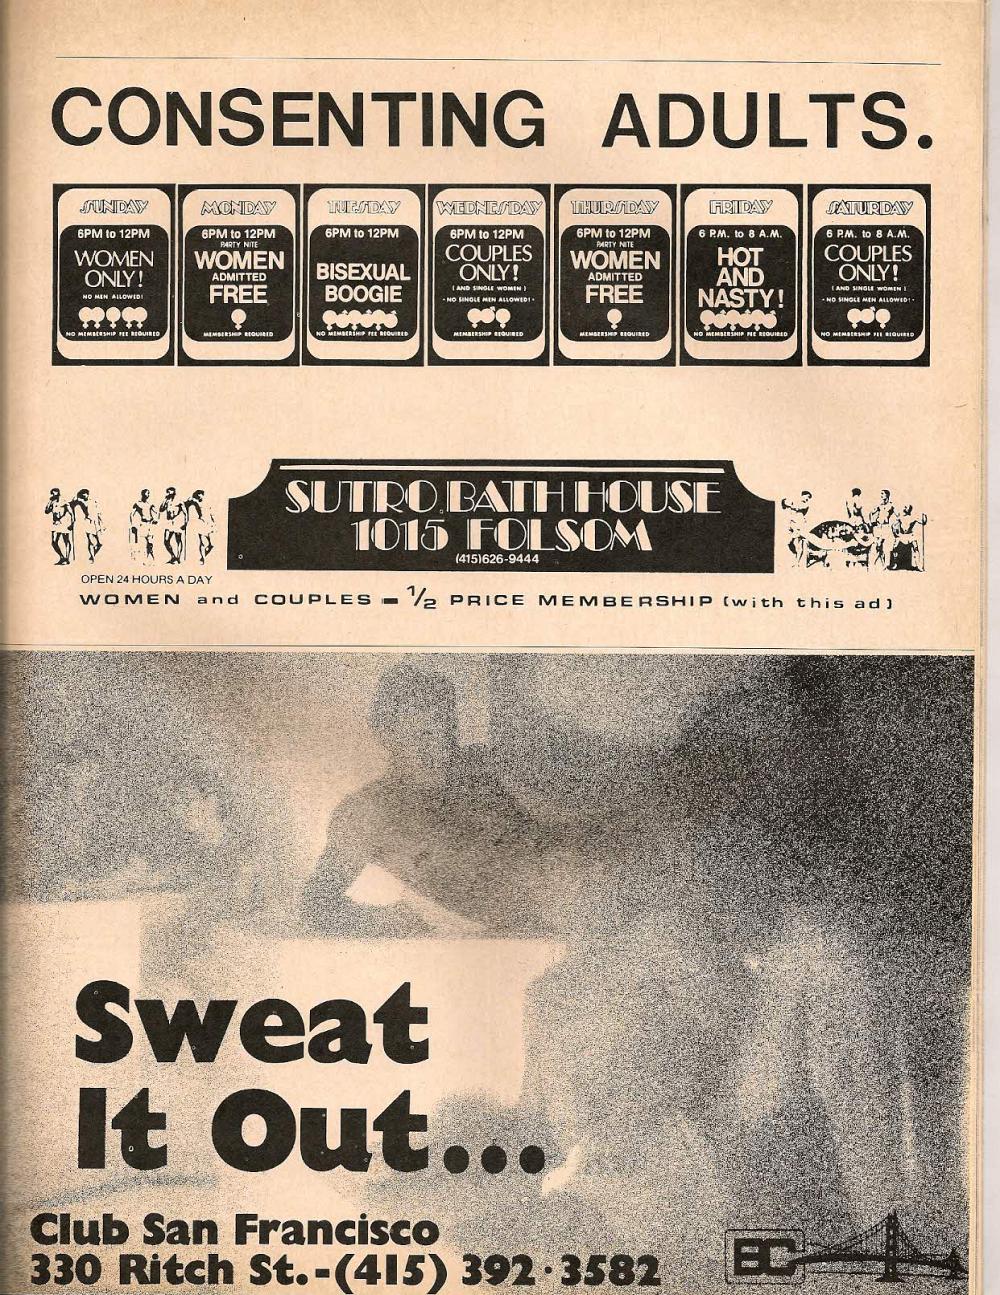 CONSENTING ADULTS.
SUNDAY
6PM to 12PM
WOMEN
ONLY!
NO MEN ALLOWED!
NO MEMBERSHIP FEE REQUIRED
MONDAY
6PM to 12PM
PARTY NITE
WOMEN
ADMITTED
FREE
MEMBERSHIP REQUIRED
TUESDAY
6PM to 12PM
BISEXUAL
BOOGIE
NO MEMBERSHIP FEE REQUIRED
WEDNESDAY
6PM to 12PM
COUPLES
ONLY!
(AND SINGLE WOMEN)
·NO SINGLE MEN ALLOWED!·
NO MEMBERSHIP FEE REQUIRED
THURSDAY
6PM to 12PM
PARTY NITE
WOMEN
ADMITTED
FREE
MEMBERSHIP REQUIRED
FRIDAY
6 P.M. to 8 A.M.
HOT
AND
NASTY!
NO MEMBERSHIP FEE REQUIRED
SATURDAY
6 P.M. to 8 A.M.
COUPLES
ONLY!
(AND SINGLE WOMEN)
·NO SINGLE MEN ALLOWED!·
NO MEMBERSHIP FEE REQUIRED
SUTRO BATH HOUSE
1015 FOLSOM
(415)626-9444
OPEN 24 HOURS A DAY
WOMEN and COUPLES - 1/2 PRICE MEMBERSHIP (with this ad)
Sweat
It Out...
Club San Francisco
330 Ritch St.-(415) 392·3582
BC